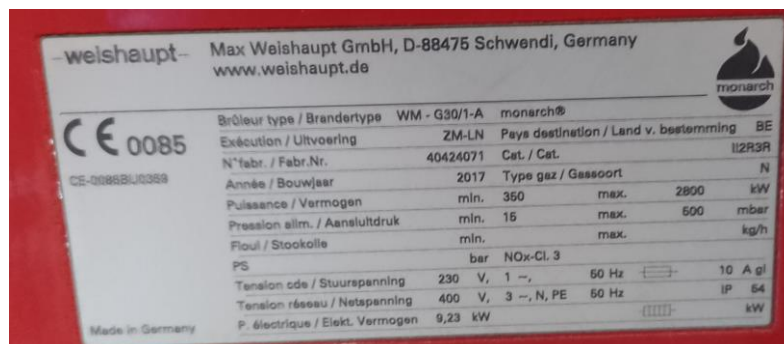 -weishaupt- Max Weishaupt GmbH, D-88475 Schwendi, Germany
www.weishaupt.de
monarch
CE 0085
CE-0085BU0359
Brûleur type / Brandertype WM - G30/1-A monarch®
Exécution / Uitvoering ZM-LN Pays destination / Land v. bestemming BE
N°fabr. / Fabr.Nr. 40424071 Cat. / Cat. II2R3R
Année / Bouwjaar 2017 Type gaz / Gassoort N
Puissance / Vermogen min. 350 max. 2800 kW
Pression alim. / Aansluitdruk min. 15 max. 500 mbar
Fioul / Stookolie min. max. kg/h
PS bar NOx-Cl. 3
Tension cde / Stuurspanning 230 V, 1 ~, 50 Hz 10 A gl
Tension réseau / Netspanning 400 V, 3 ~, N, PE 50 Hz IP 54
P. électrique / Elekt. Vermogen 9,23 kW kW
Made in Germany